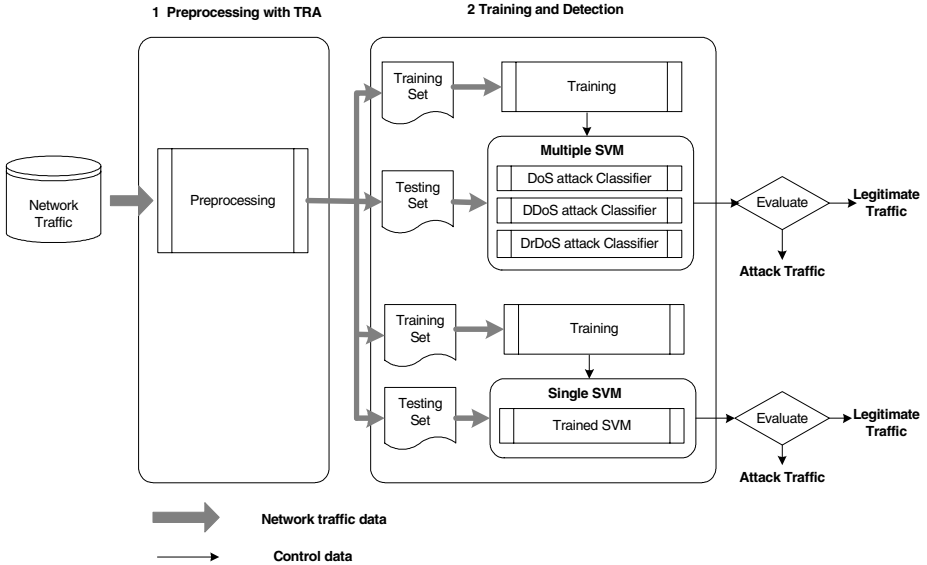 1 Preprocessing with TRA
2 Training and Detection
Network
Traffic
Preprocessing
Training
Set
Training
Multiple SVM
DoS attack Classifier
DDoS attack Classifier
DrDoS attack Classifier
Testing
Set
Evaluate
Legitimate
Traffic
Attack Traffic
Training
Set
Training
Testing
Set
Single SVM
Trained SVM
Evaluate
Legitimate
Traffic
Attack Traffic
Network traffic data
Control data